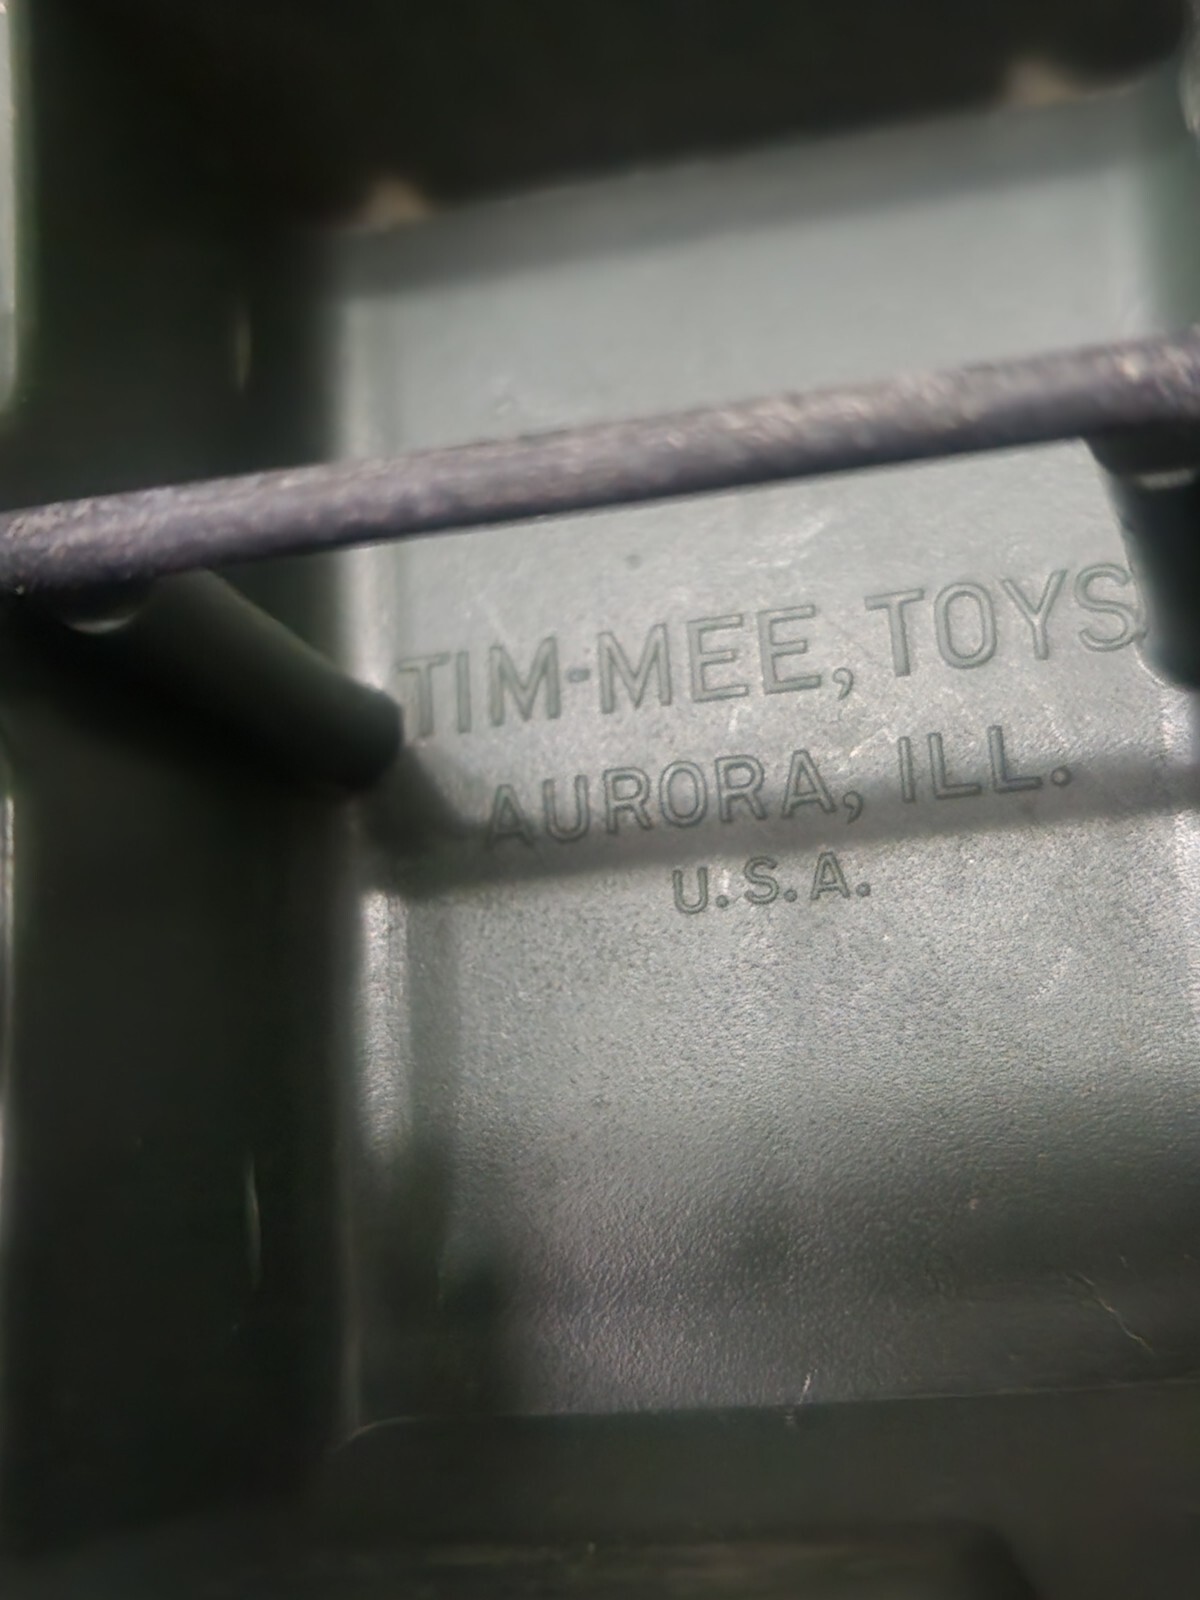 TIM-MEE, TOYS
AURORA, ILL.
U.S.A.